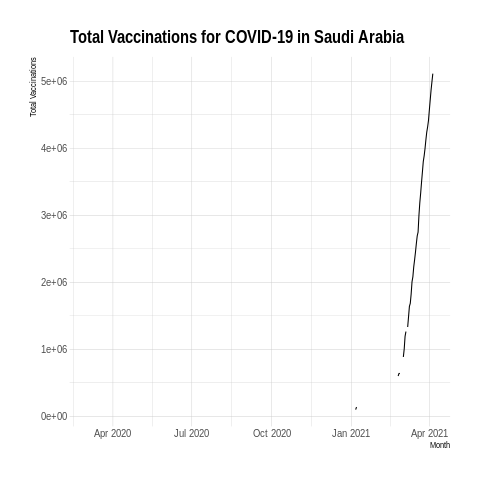 Total Vaccinations for COVID-19 in Saudi Arabia
Total Vaccinations
5e+06
4e+06
3e+06
2e+06
1e+06
0e+00
Apr 2020 Jul 2020 Oct 2020 Jan 2021 Apr 2021
Month